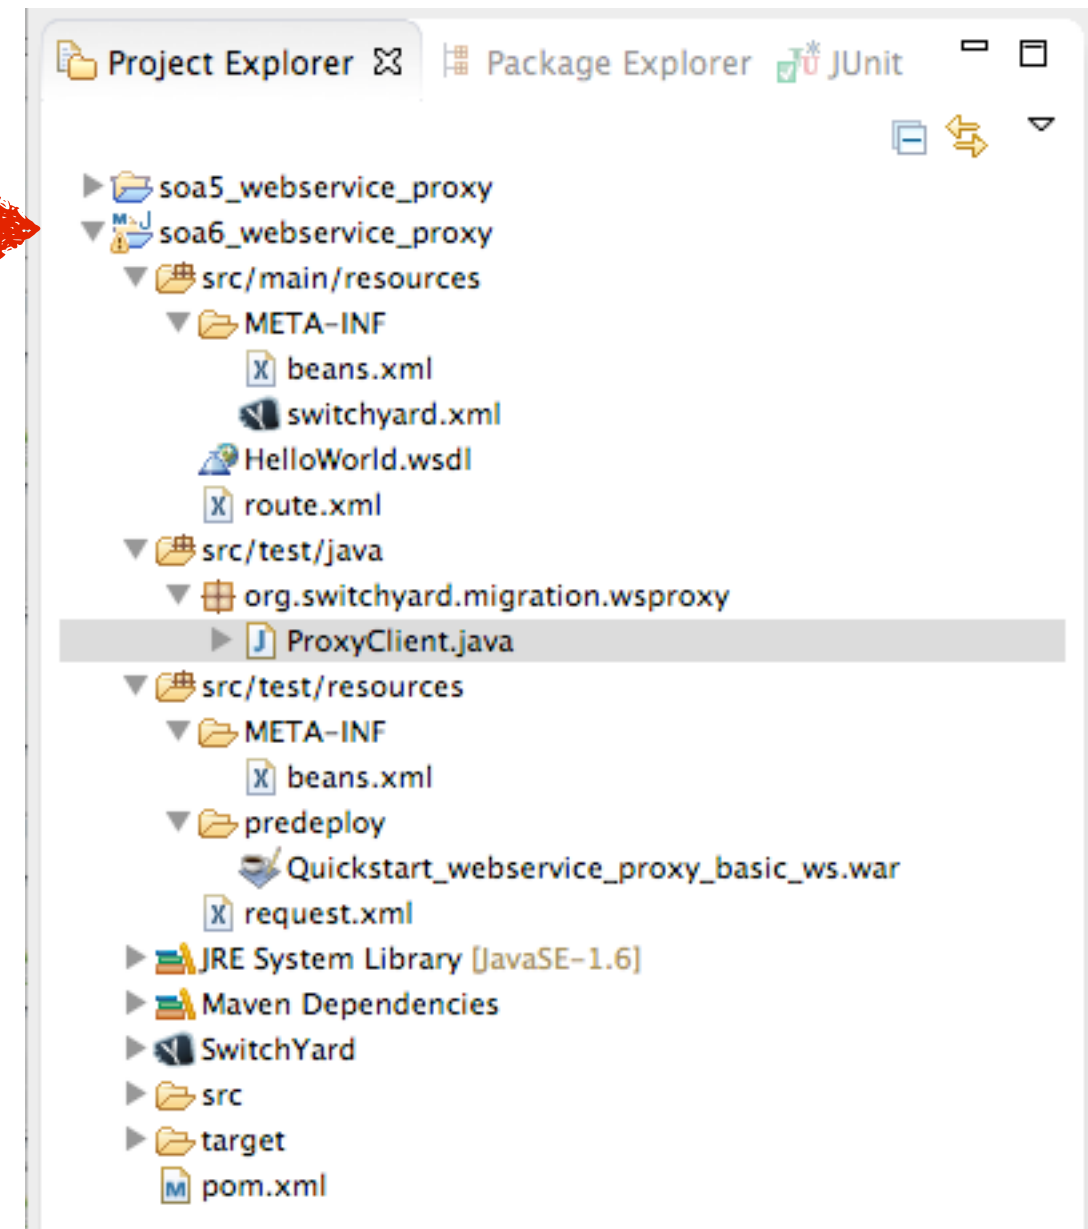 Project Explorer Package Explorer JUnit
soa5_webservice_proxy
soa6_webservice_proxy
src/main/resources
META-INF
beans.xml
switchyard.xml
HelloWorld.wsdl
route.xml
src/test/java
org.switchyard.migration.wsproxy
ProxyClient.java
src/test/resources
META-INF
beans.xml
predeploy
Quickstart_webservice_proxy_basic_ws.war
request.xml
JRE System Library [JavaSE-1.6]
Maven Dependencies
SwitchYard
src
target
pom.xml